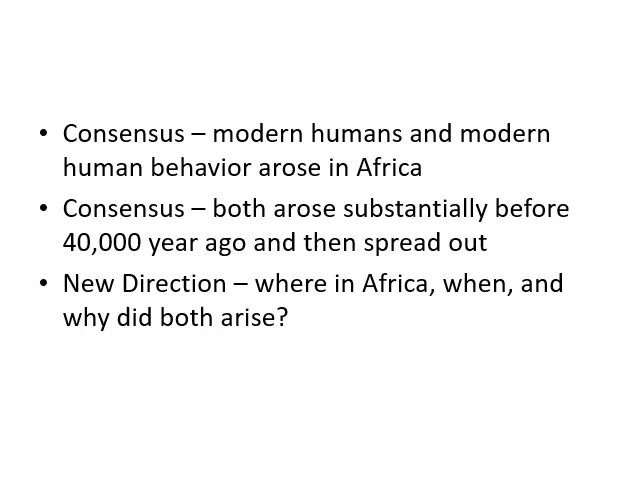 • Consensus – modern humans and modern
human behavior arose in Africa
• Consensus – both arose substantially before
40,000 year ago and then spread out
• New Direction – where in Africa, when, and
why did both arise?